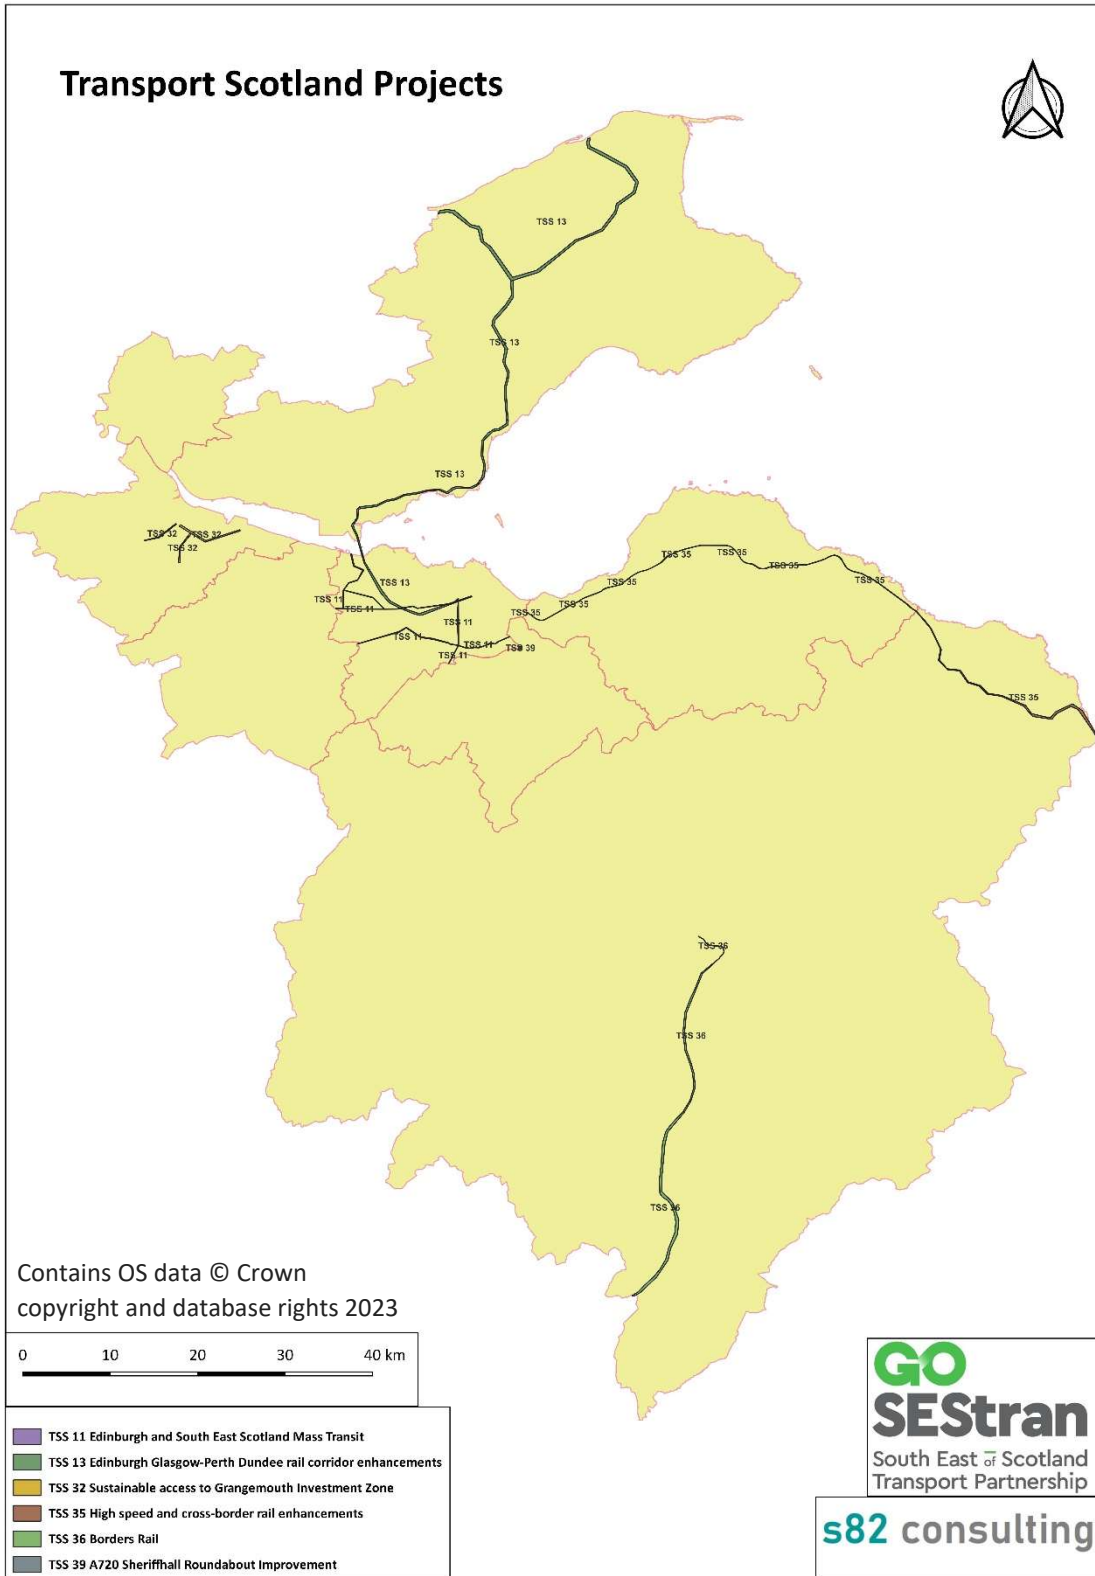 Transport Scotland Projects
TSS 13
TSS 13
TSS 13
TSS 32
TSS 32
TSS 32
TSS 13
TSS 11
TSS 11
TSS 11
TSS 11
TSS 11
TSS 11
TSS 39
TSS 35
TSS 35
TSS 35
TSS 35
TSS 35
TSS 35
TSS 35
TSS 35
TSS 36
TSS 36
TSS 36
Contains OS data © Crown
copyright and database rights 2023
0 10 20 30 40 km
TSS 11 Edinburgh and South East Scotland Mass Transit
TSS 13 Edinburgh Glasgow-Perth Dundee rail corridor enhancements
TSS 32 Sustainable access to Grangemouth Investment Zone
TSS 35 High speed and cross-border rail enhancements
TSS 36 Borders Rail
TSS 39 A720 Sheriffhall Roundabout Improvement
GO
SEStran
South East of Scotland
Transport Partnership
s82 consulting